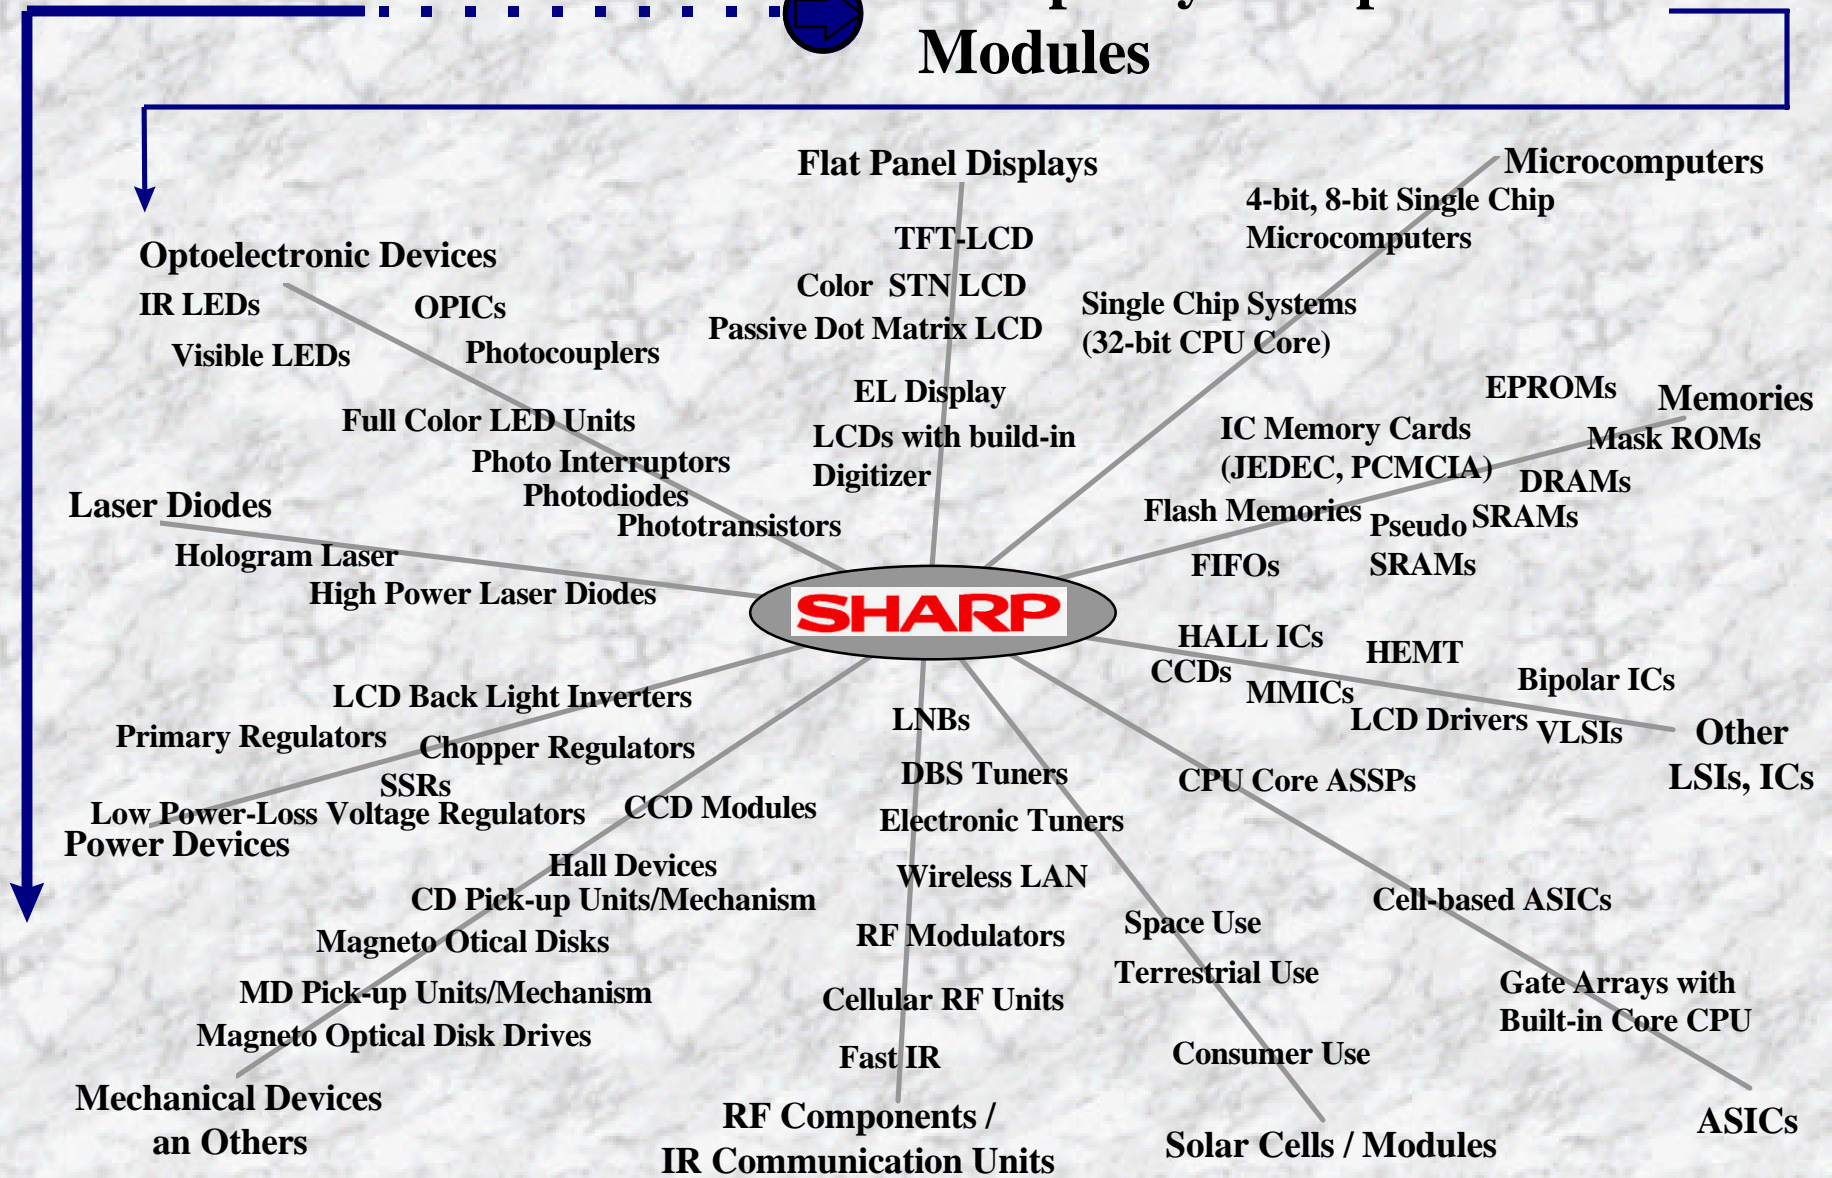 Modules
Flat Panel Displays
TFT-LCD
Color STN LCD
Passive Dot Matrix LCD
EL Display
LCDs with build-in
Digitizer
Microcomputers
4-bit, 8-bit Single Chip
Microcomputers
Single Chip Systems
(32-bit CPU Core)
Optoelectronic Devices
IR LEDs
OPICs
Visible LEDs
Photocouplers
Full Color LED Units
Photo Interruptors
Photodiodes
Phototransistors
EPROMs
Memories
IC Memory Cards
(JEDEC, PCMCIA)
Mask ROMs
DRAMs
Flash Memories
Pseudo
SRAMs
SRAMs
FIFOs
Laser Diodes
Hologram Laser
High Power Laser Diodes
SHARP
HALL ICs
HEMT
CCDs
MMICs
Bipolar ICs
LCD Drivers
VLSIs
Other
LSIs, ICs
LCD Back Light Inverters
Primary Regulators
Chopper Regulators
SSRs
Low Power-Loss Voltage Regulators
Power Devices
LNBs
DBS Tuners
Electronic Tuners
Wireless LAN
RF Modulators
Cellular RF Units
Fast IR
RF Components /
IR Communication Units
CPU Core ASSPs
Cell-based ASICs
Gate Arrays with
Built-in Core CPU
ASICs
CCD Modules
Hall Devices
CD Pick-up Units/Mechanism
Magneto Otical Disks
MD Pick-up Units/Mechanism
Magneto Optical Disk Drives
Mechanical Devices
an Others
Space Use
Terrestrial Use
Consumer Use
Solar Cells / Modules